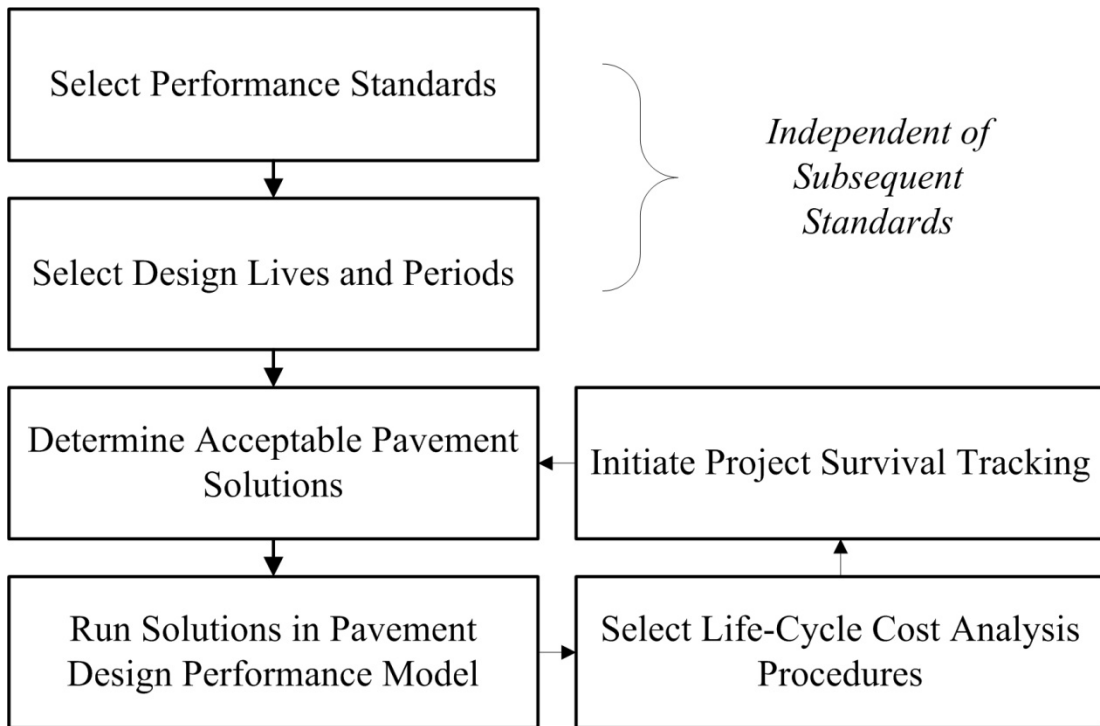 Select Performance Standards
Independent of
Subsequent
Standards
Select Design Lives and Periods
Determine Acceptable Pavement
Solutions
Initiate Project Survival Tracking
Run Solutions in Pavement
Design Performance Model
Select Life-Cycle Cost Analysis
Procedures